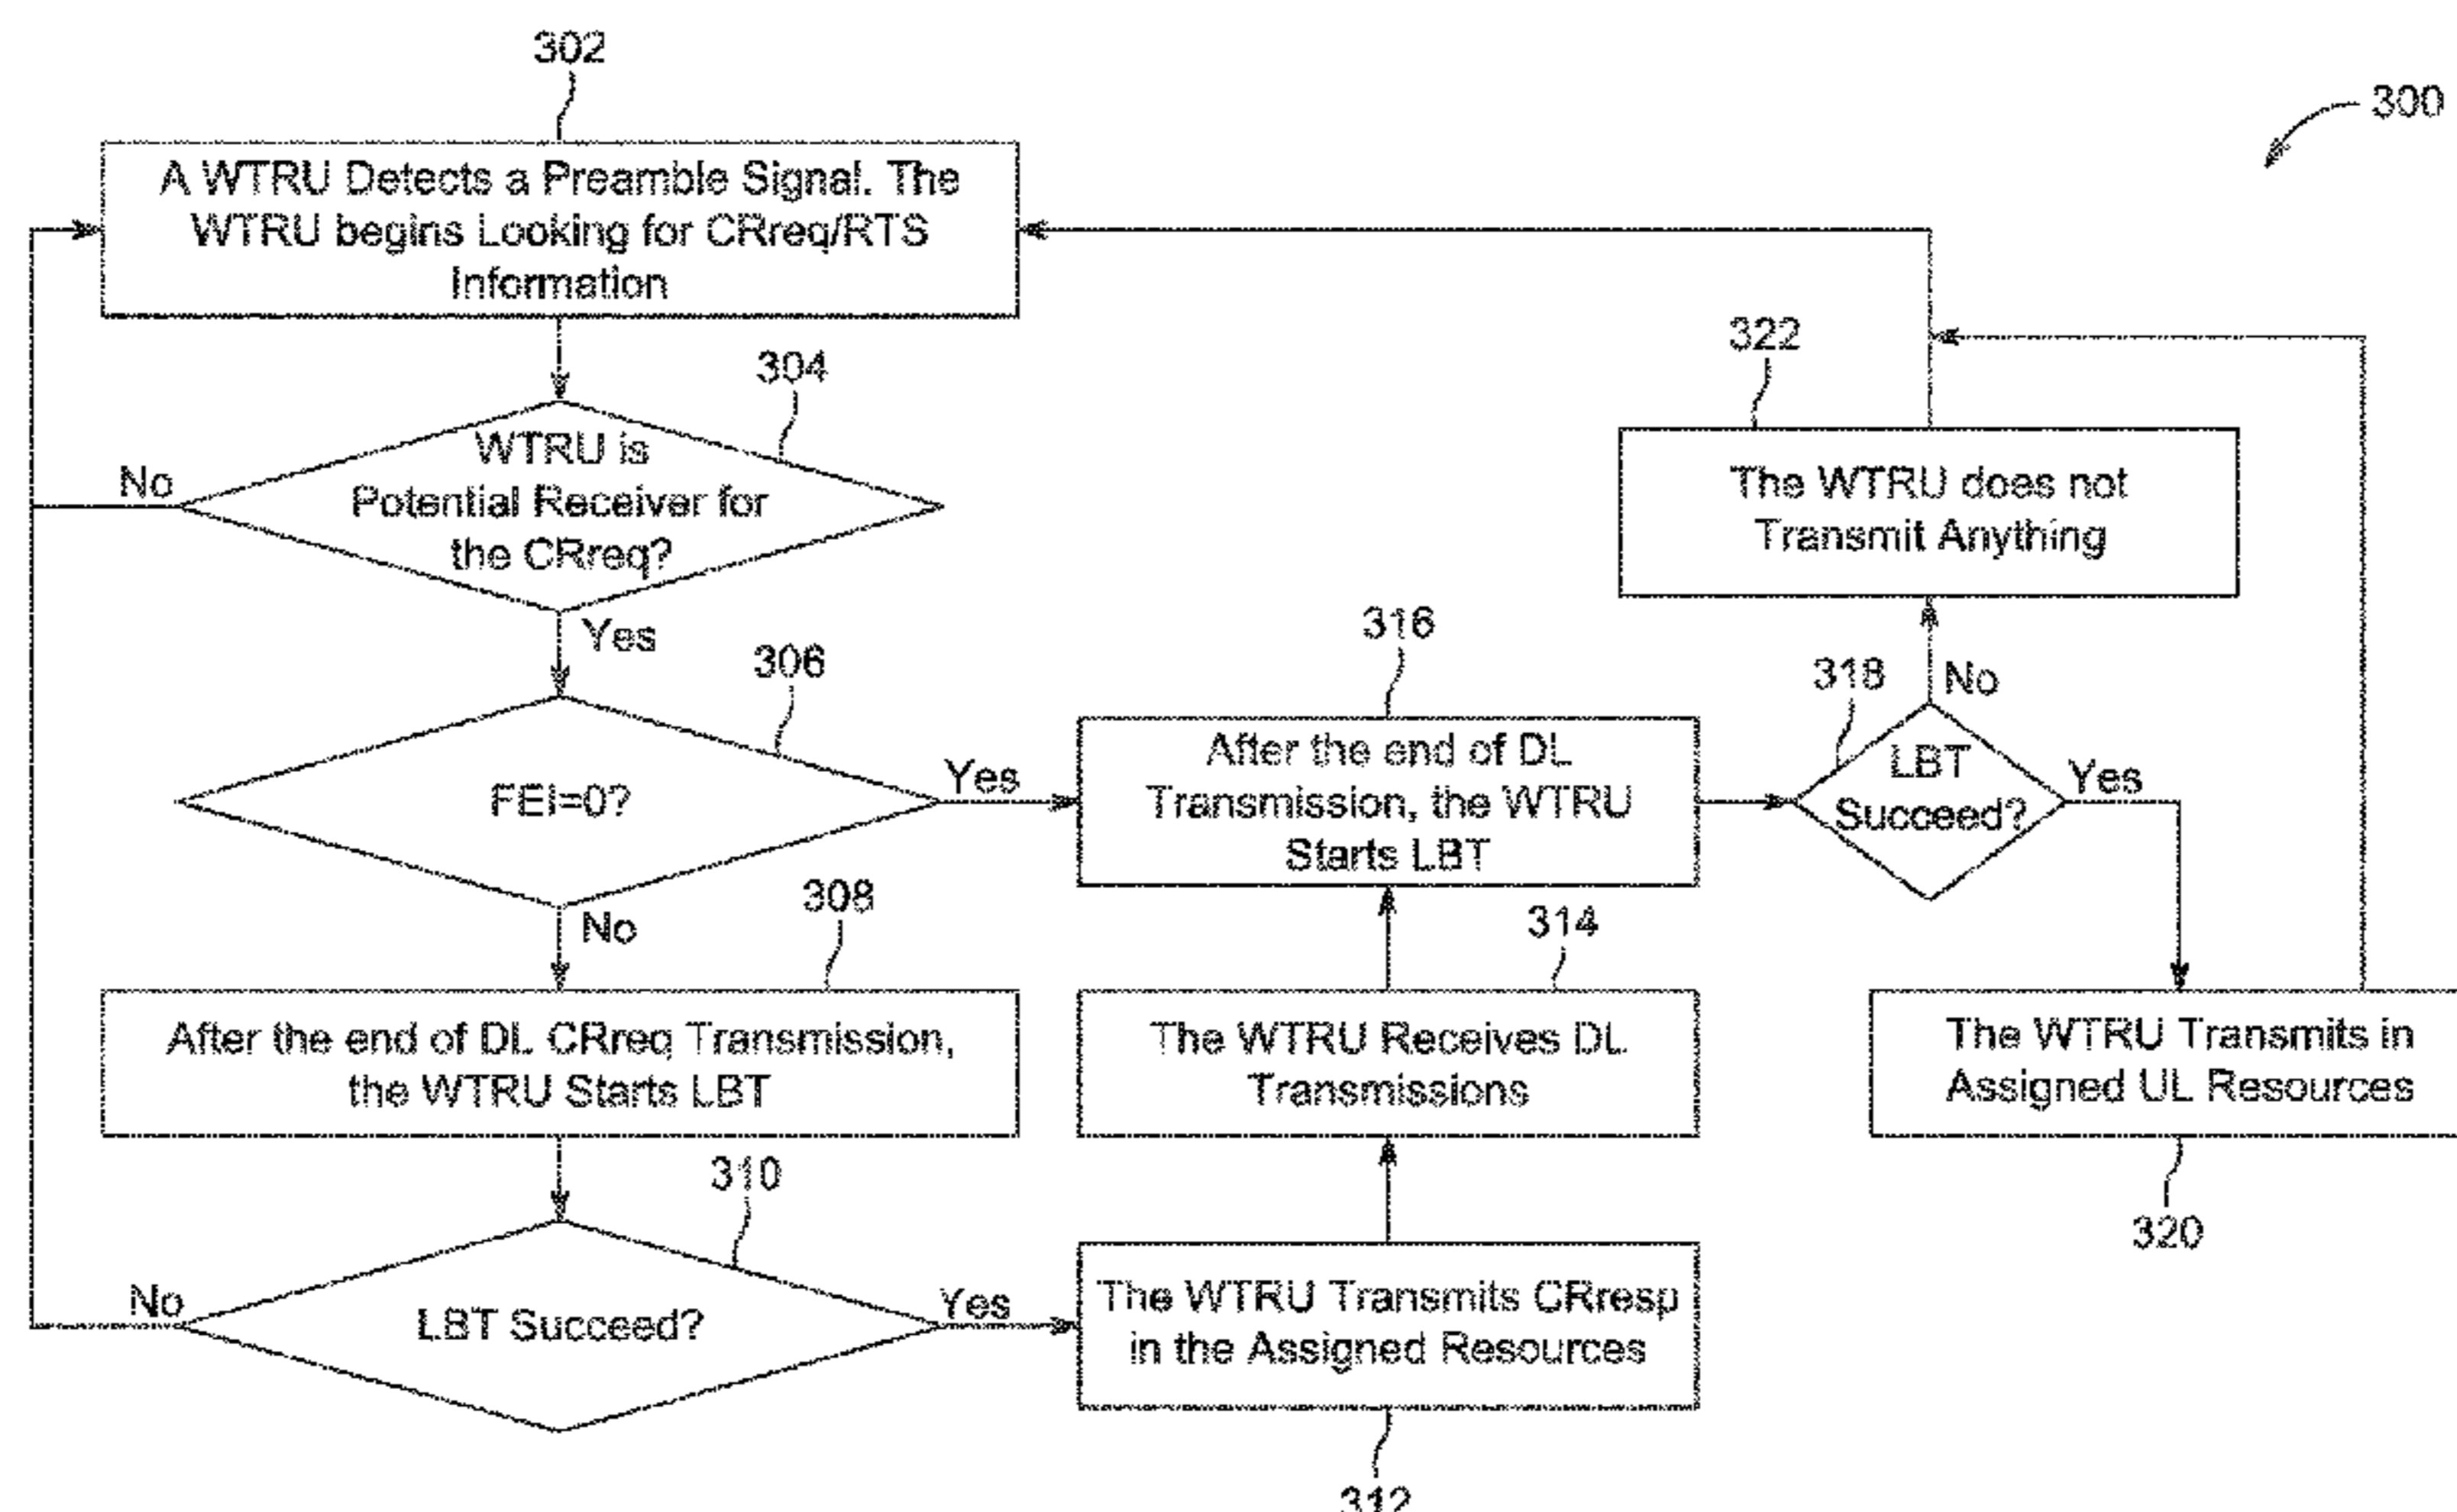 302
300
A WTRU Detects a Preamble Signal. The
WTRU begins Looking for CRreq/RTS
Information
304
WTRU is
Potential Receiver for
the CRreq?
No
Yes
306
FEI=0?
Yes
No
308
After the end of DL CRreq Transmission,
the WTRU Starts LBT
310
LBT Succeed?
No
Yes
The WTRU Transmits CRresp
in the Assigned Resources
312
314
The WTRU Receives DL
Transmissions
316
After the end of DL
Transmission, the WTRU
Starts LBT
318
LBT
Succeed?
No
Yes
322
The WTRU does not
Transmit Anything
The WTRU Transmits in
Assigned UL Resources
320